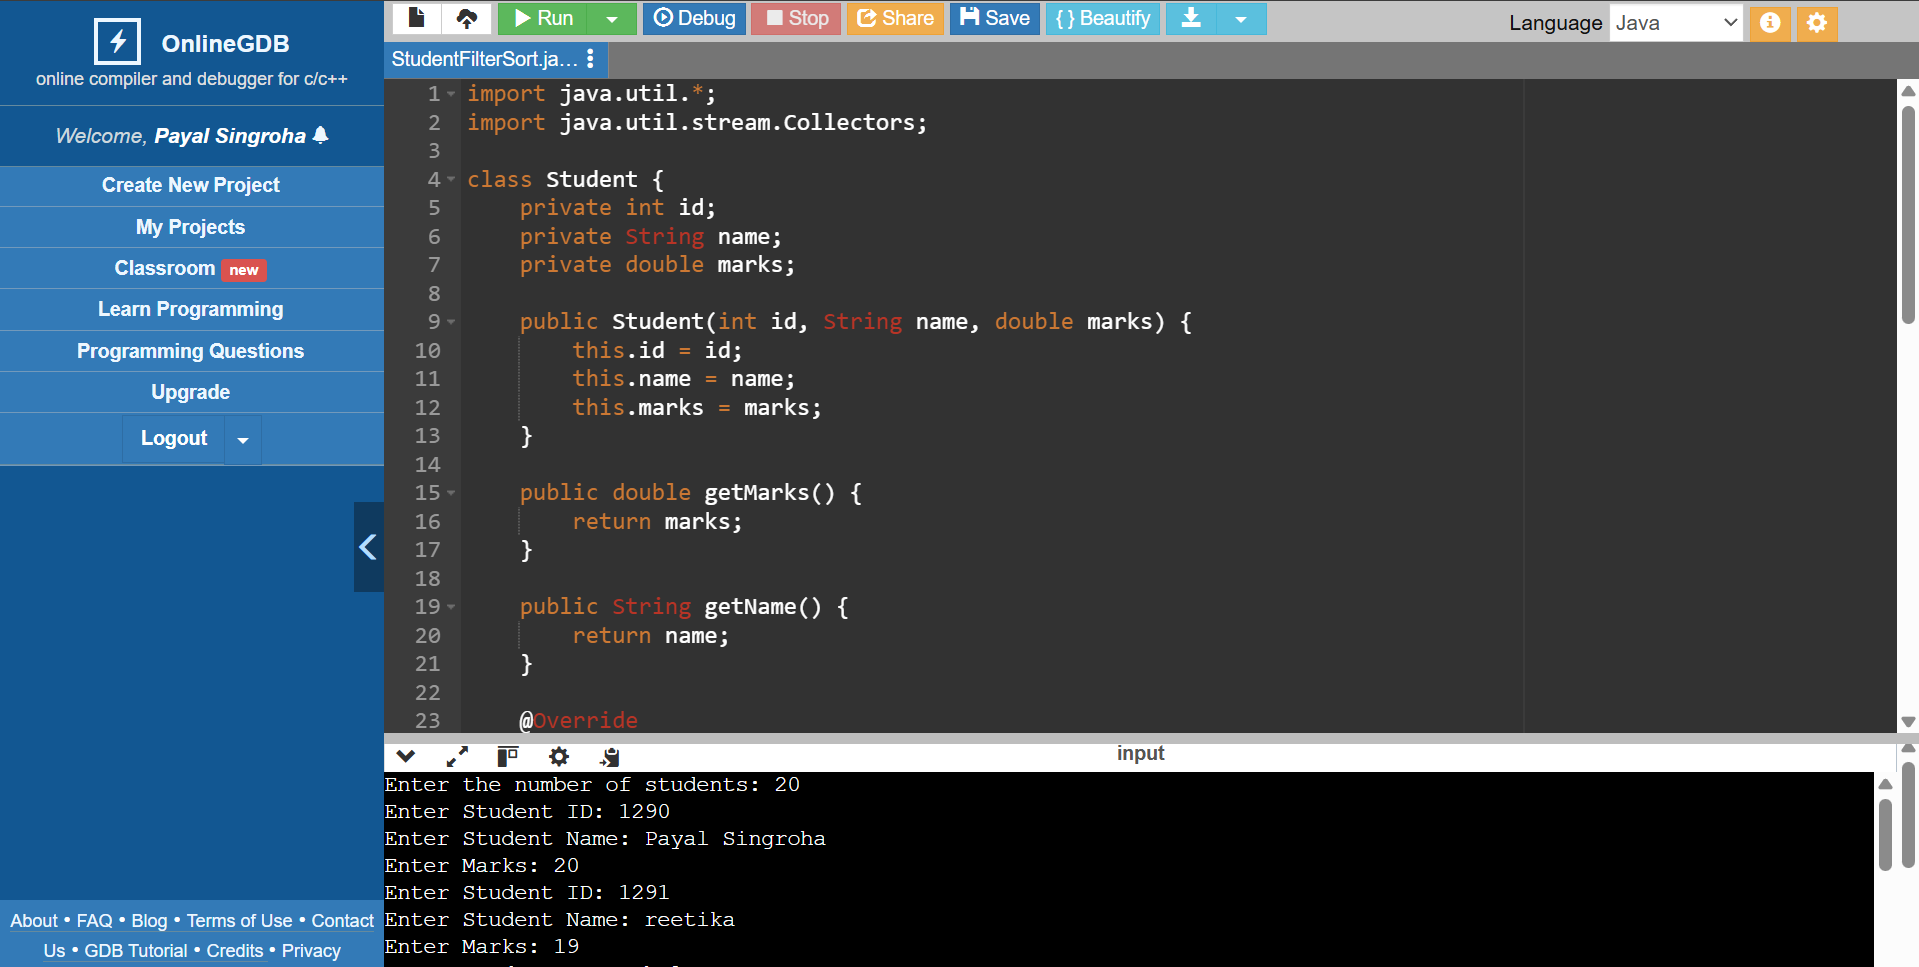 OnlineGDB
online compiler and debugger for c/c++
Welcome, Payal Singroha
Create New Project
My Projects
Classroom new
Learn Programming
Programming Questions
Upgrade
Logout
About • FAQ • Blog • Terms of Use • Contact
Us • GDB Tutorial • Credits • Privacy
Run Debug Stop Share Save { } Beautify Language Java
StudentFilterSort.ja...
1 import java.util.*;
2 import java.util.stream.Collectors;
3
4 class Student {
5 private int id;
6 private String name;
7 private double marks;
8
9 public Student(int id, String name, double marks) {
10 this.id = id;
11 this.name = name;
12 this.marks = marks;
13 }
14
15 public double getMarks() {
16 return marks;
17 }
18
19 public String getName() {
20 return name;
21 }
22
23 @Override
input
Enter the number of students: 20
Enter Student ID: 1290
Enter Student Name: Payal Singroha
Enter Marks: 20
Enter Student ID: 1291
Enter Student Name: reetika
Enter Marks: 19